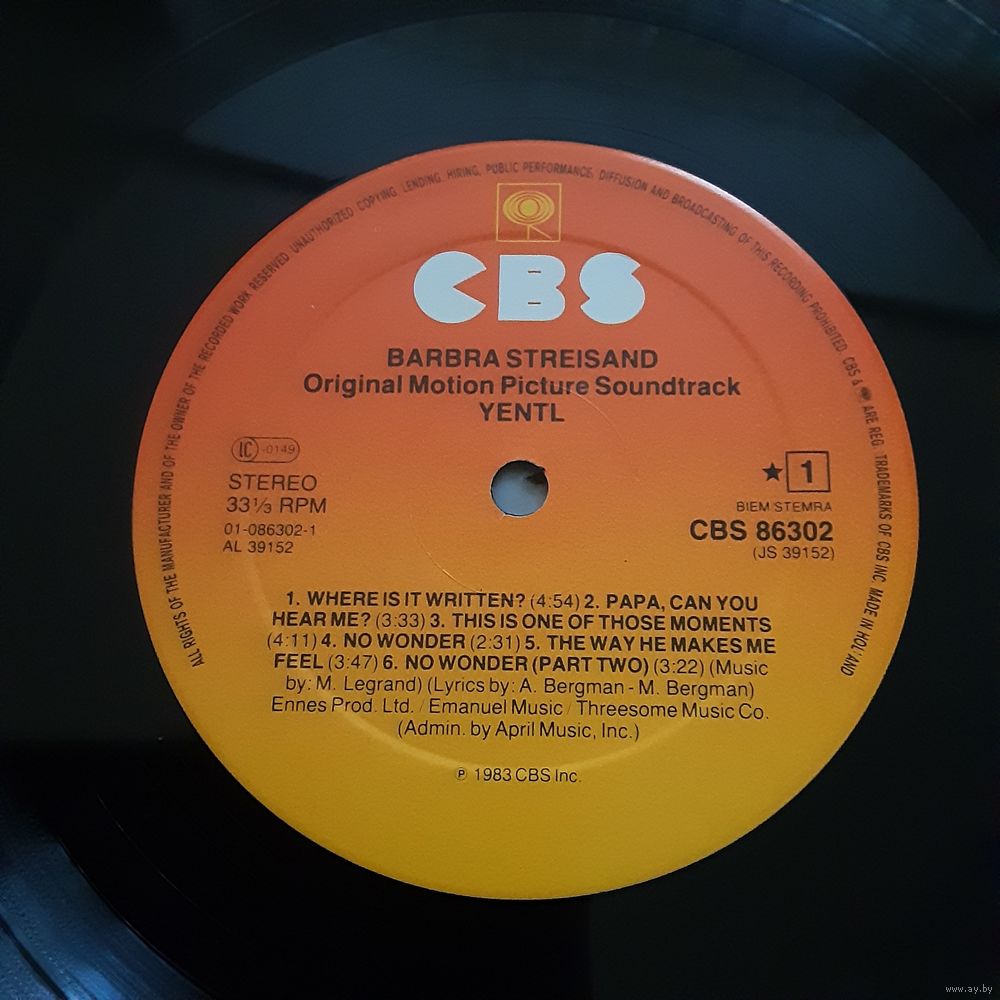 ALL RIGHTS OF THE MANUFACTURER AND OF THE OWNER OF THE RECORDED WORK RESERVED UNAUTHORIZED COPYING, LENDING, HIRING, PUBLIC PERFORMANCE, DIFFUSION AND BROADCASTING OF THIS RECORDING PROHIBITED. CBS & ARE REG. TRADEMARKS OF CBS INC. MADE IN HOLLAND
CBS
BARBRA STREISAND
Original Motion Picture Soundtrack
YENTL
LC -0149
STEREO
33⅓ RPM
01-086302-1
AL 39152
★ 1
BIEM/STEMRA
CBS 86302
(JS 39152)
1. WHERE IS IT WRITTEN? (4:54) 2. PAPA, CAN YOU
HEAR ME? (3:33) 3. THIS IS ONE OF THOSE MOMENTS
(4:11) 4. NO WONDER (2:31) 5. THE WAY HE MAKES ME
FEEL (3:47) 6. NO WONDER (PART TWO) (3:22) (Music
by: M. Legrand) (Lyrics by: A. Bergman - M. Bergman)
Ennes Prod. Ltd. / Emanuel Music / Threesome Music Co.
(Admin. by April Music, Inc.)
℗ 1983 CBS Inc.
www.ay.by